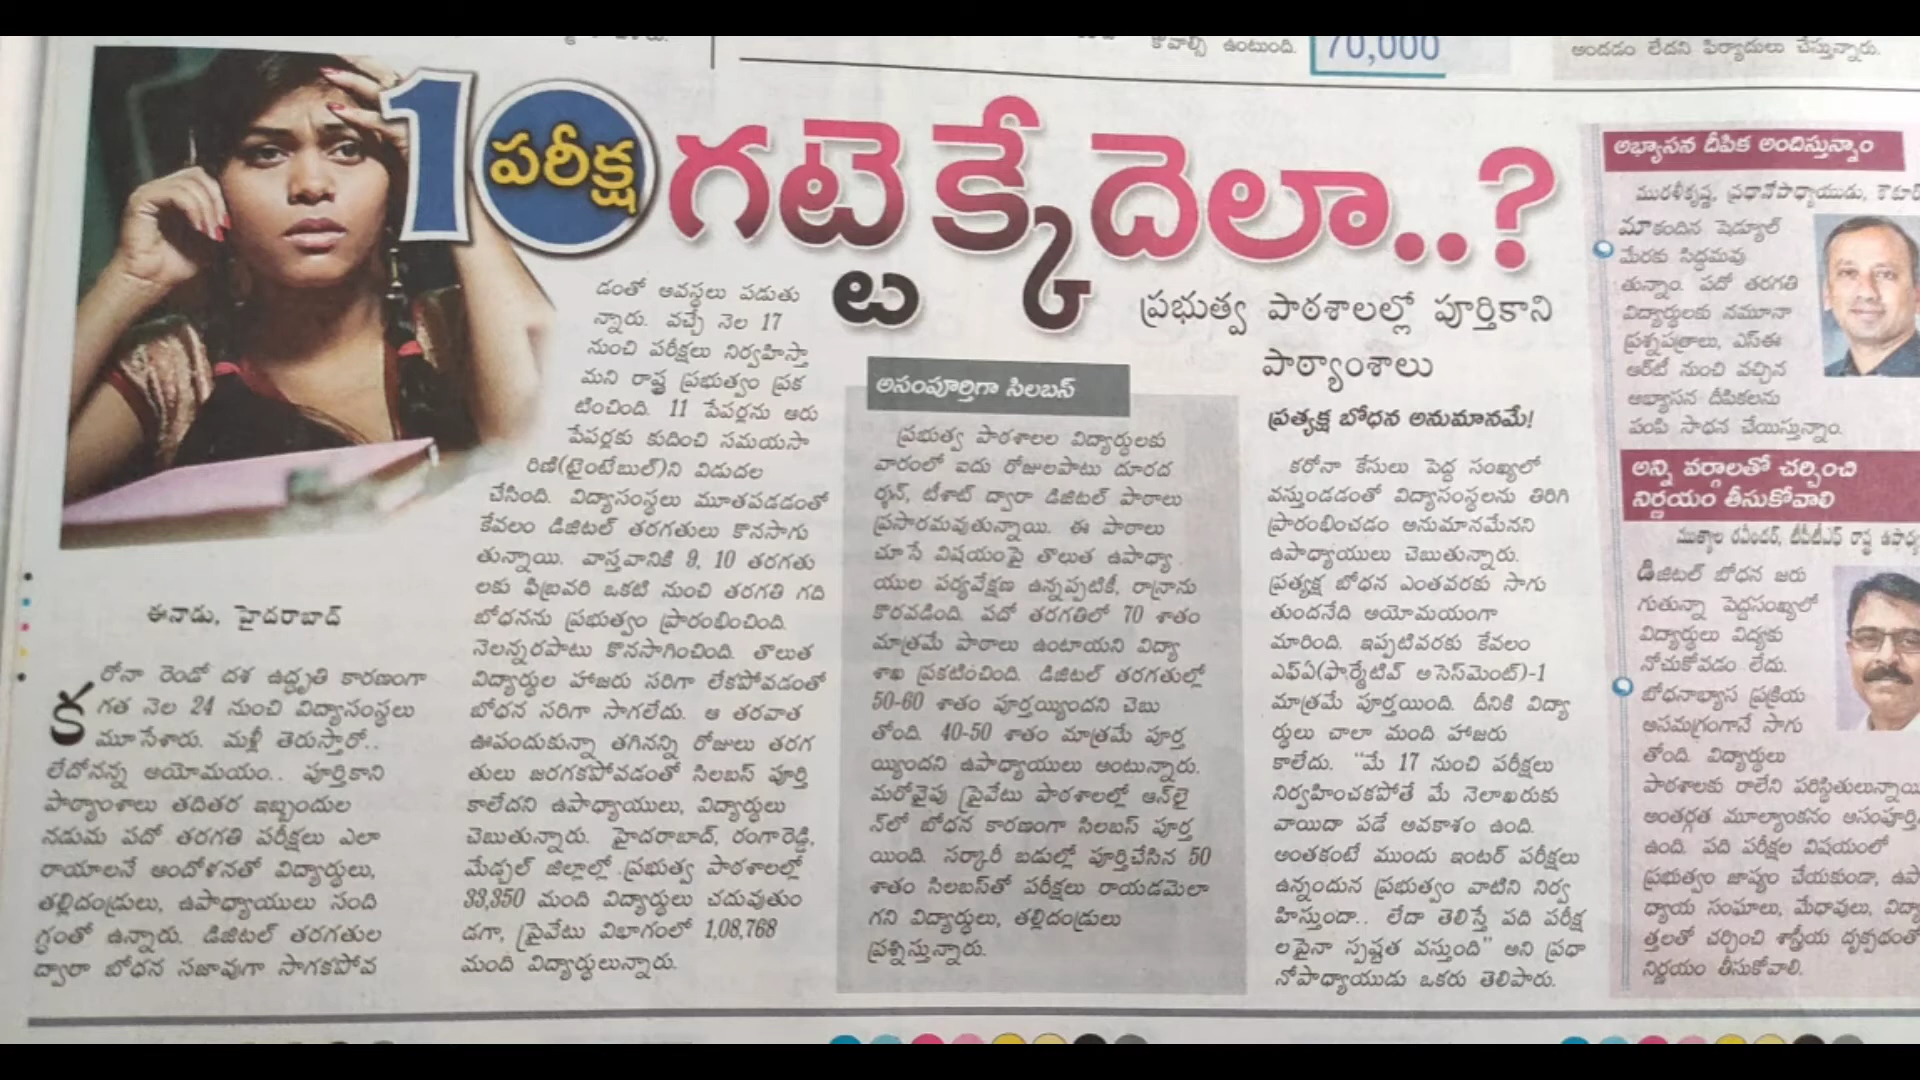 కోవాల్సి ఉంటుంది.
70,000
అందడం లేదని ఫిర్యాదులు చేస్తున్నారు.
10 పరీక్ష గట్టెక్కేదెలా..?
ప్రభుత్వ పాఠశాలల్లో పూర్తికాని
పాఠ్యాంశాలు
ఈనాడు, హైదరాబాద్
కరోనా రెండో దశ ఉద్ధృతి కారణంగా
గత నెల 24 నుంచి విద్యాసంస్థలు
మూసేశారు. మళ్లీ తెరుస్తారో..
లేదోనన్న అయోమయం.. పూర్తికాని
పాఠ్యాంశాలు తదితర ఇబ్బందుల
నడుమ పదో తరగతి పరీక్షలు ఎలా
రాయాలనే ఆందోళనతో విద్యార్థులు,
తల్లిదండ్రులు, ఉపాధ్యాయులు సంది
గ్ధంతో ఉన్నారు. డిజిటల్ తరగతుల
ద్వారా బోధన సజావుగా సాగకపోవ
డంతో అవస్థలు పడుతు
న్నారు. వచ్చే నెల 17
నుంచి పరీక్షలు నిర్వహిస్తా
మని రాష్ట్ర ప్రభుత్వం ప్రక
టించింది. 11 పేపర్లను ఆరు
పేపర్లకు కుదించి సమయసా
రిణి(టైంటేబుల్)ని విడుదల
చేసింది. విద్యాసంస్థలు మూతపడడంతో
కేవలం డిజిటల్ తరగతులు కొనసాగు
తున్నాయి. వాస్తవానికి 9, 10 తరగతు
లకు ఫిబ్రవరి ఒకటి నుంచి తరగతి గది
బోధనను ప్రభుత్వం ప్రారంభించింది.
నెలన్నరపాటు కొనసాగించింది. తొలుత
విద్యార్థుల హాజరు సరిగా లేకపోవడంతో
బోధన సరిగా సాగలేదు. ఆ తరవాత
ఊపందుకున్నా తగినన్ని రోజులు తరగ
తులు జరగకపోవడంతో సిలబస్ పూర్తి
కాలేదని ఉపాధ్యాయులు, విద్యార్థులు
చెబుతున్నారు. హైదరాబాద్, రంగారెడ్డి,
మేడ్చల్ జిల్లాల్లో ప్రభుత్వ పాఠశాలల్లో
33,350 మంది విద్యార్థులు చదువుతుం
డగా, ప్రైవేటు విభాగంలో 1,08,768
మంది విద్యార్థులున్నారు.
అసంపూర్తిగా సిలబస్
ప్రభుత్వ పాఠశాలల విద్యార్థులకు
వారంలో ఐదు రోజులపాటు దూరద
ర్శన్, టీశాట్ ద్వారా డిజిటల్ పాఠాలు
ప్రసారమవుతున్నాయి. ఈ పాఠాలు
చూసే విషయంపై తొలుత ఉపాధ్యా
యుల పర్యవేక్షణ ఉన్నప్పటికీ, రానురాను
కొరవడింది. పదో తరగతిలో 70 శాతం
మాత్రమే పాఠాలు ఉంటాయని విద్యా
శాఖ ప్రకటించింది. డిజిటల్ తరగతుల్లో
50-60 శాతం పూర్తయ్యిందని చెబు
తోంది. 40-50 శాతం మాత్రమే పూర్త
య్యిందని ఉపాధ్యాయులు అంటున్నారు.
మరోవైపు ప్రైవేటు పాఠశాలల్లో ఆన్‌లై
న్‌లో బోధన కారణంగా సిలబస్ పూర్త
యింది. సర్కారీ బడుల్లో పూర్తిచేసిన 50
శాతం సిలబస్‌తో పరీక్షలు రాయడమెలా
గని విద్యార్థులు, తల్లిదండ్రులు
ప్రశ్నిస్తున్నారు.
ప్రత్యక్ష బోధన అనుమానమే!
కరోనా కేసులు పెద్ద సంఖ్యలో
వస్తుండడంతో విద్యాసంస్థలను తిరిగి
ప్రారంభించడం అనుమానమేనని
ఉపాధ్యాయులు చెబుతున్నారు.
ప్రత్యక్ష బోధన ఎంతవరకు సాగు
తుందనేది అయోమయంగా
మారింది. ఇప్పటివరకు కేవలం
ఎఫ్ఏ(ఫార్మేటివ్ అసెస్‌మెంట్)-1
మాత్రమే పూర్తయింది. దీనికి విద్యా
ర్థులు చాలా మంది హాజరు
కాలేదు. "మే 17 నుంచి పరీక్షలు
నిర్వహించకపోతే మే నెలాఖరుకు
వాయిదా పడే అవకాశం ఉంది.
అంతకంటే ముందు ఇంటర్ పరీక్షలు
ఉన్నందున ప్రభుత్వం వాటిని నిర్వ
హిస్తుందా.. లేదా తెలిస్తే పది పరీక్ష
లపైనా స్పష్టత వస్తుంది" అని ప్రధా
నోపాధ్యాయుడు ఒకరు తెలిపారు.
అభ్యాసన దీపిక అందిస్తున్నాం
మురళీకృష్ణ, ప్రధానోపాధ్యాయుడు,
మాకందిన షెడ్యూల్
మేరకు సిద్ధమవు
తున్నాం. పదో తరగతి
విద్యార్థులకు నమూనా
ప్రశ్నపత్రాలు, ఎస్‌ఈ
ఆర్‌టీ నుంచి వచ్చిన
అభ్యాసన దీపికలను
పంపి సాధన చేయిస్తున్నాం.
అన్ని వర్గాలతో చర్చించి
నిర్ణయం తీసుకోవాలి
రవీందర్, టీపీటీఎఫ్ రాష్ట్ర
డిజిటల్ బోధన జరు
గుతున్నా పెద్దసంఖ్యలో
విద్యార్థులు విద్యకు
నోచుకోవడం లేదు.
బోధనాభ్యాస ప్రక్రియ
అసమగ్రంగానే సాగు
తోంది. విద్యార్థులు
పాఠశాలకు రాలేని పరిస్థితులున్నాయి
అంతర్గత మూల్యాంకనం అసంపూర్తి
ఉంది. పది పరీక్షల విషయంలో
ప్రభుత్వం జాప్యం చేయకుండా, ఉపా
ధ్యాయ సంఘాలు, మేధావులు, విద్యా
త్తలతో చర్చించి శాస్త్రీయ దృక్పథంతో
నిర్ణయం తీసుకోవాలి.